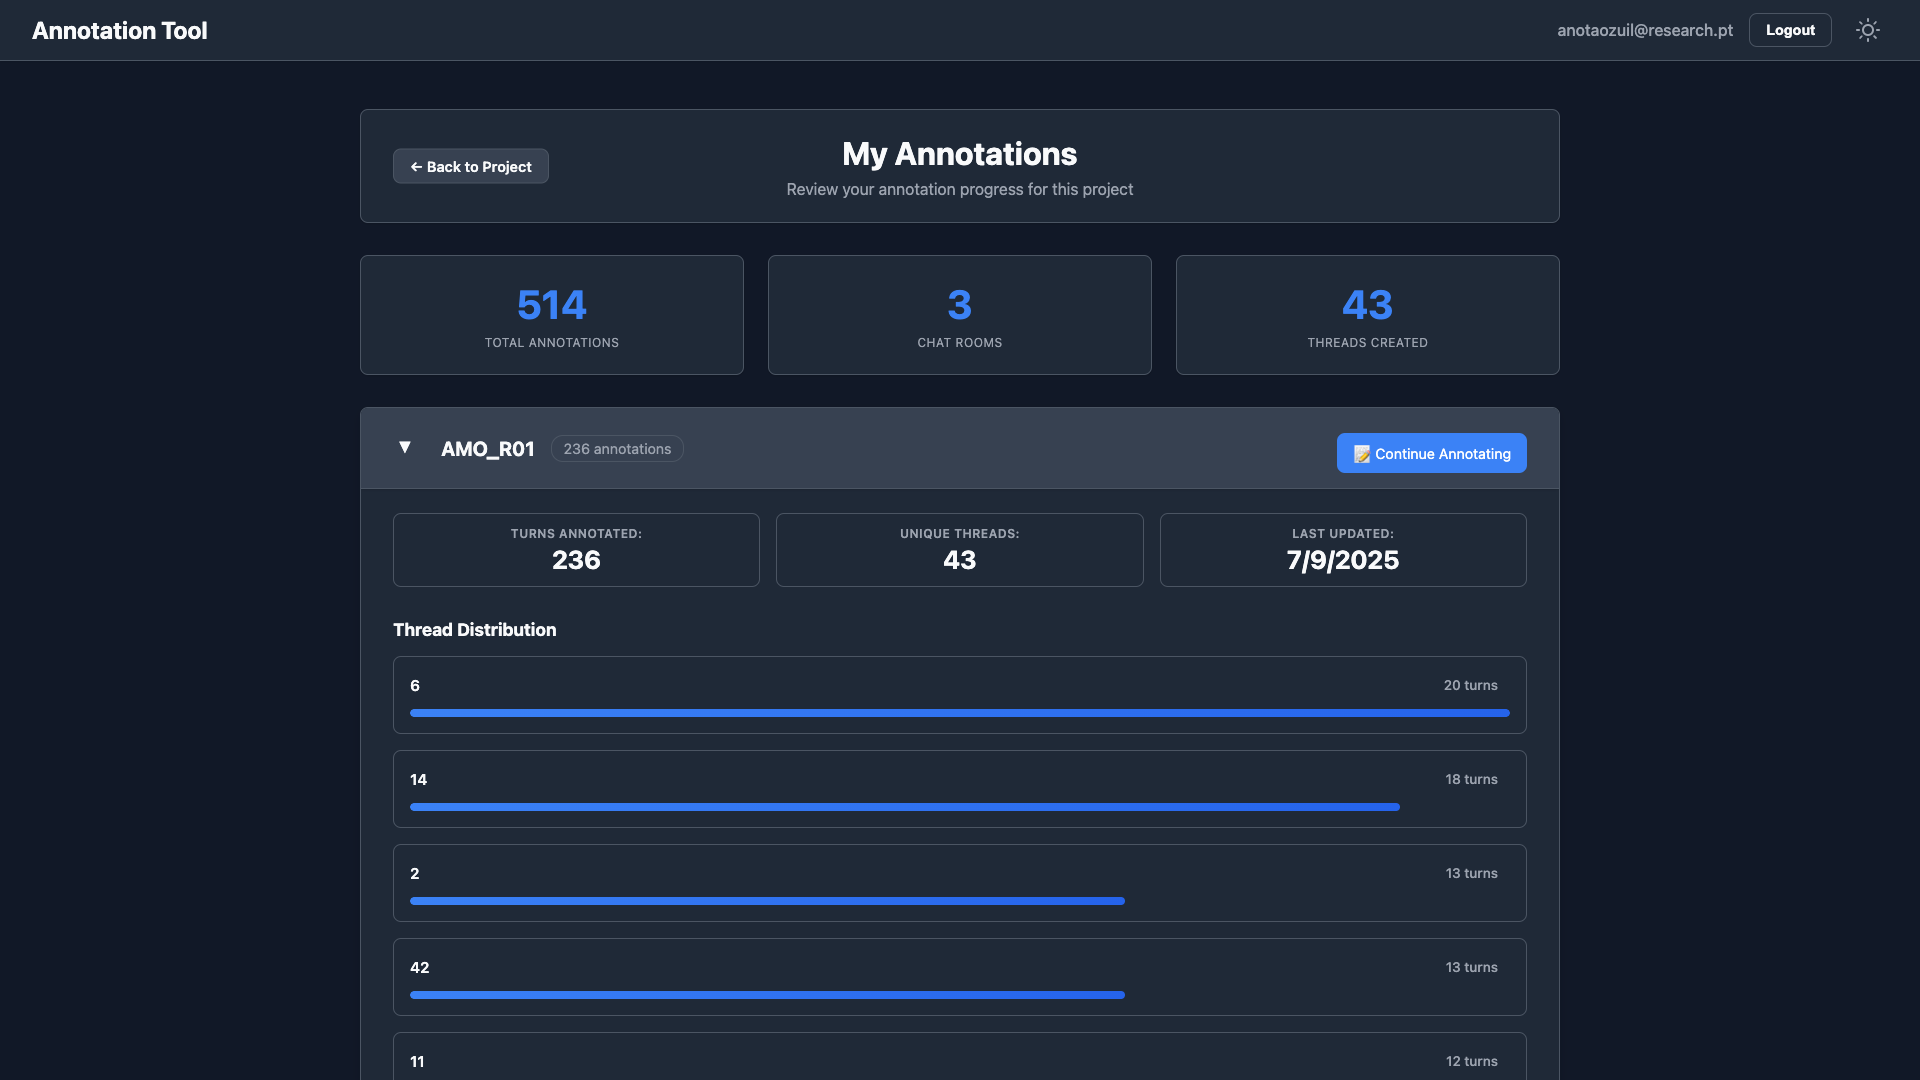 Annotation Tool
anotaozuil@research.pt
Logout
← Back to Project
My Annotations
Review your annotation progress for this project
514
TOTAL ANNOTATIONS
3
CHAT ROOMS
43
THREADS CREATED
▼ AMO_R01
236 annotations
📝 Continue Annotating
TURNS ANNOTATED:
236
UNIQUE THREADS:
43
LAST UPDATED:
7/9/2025
Thread Distribution
6
20 turns
14
18 turns
2
13 turns
42
13 turns
11
12 turns